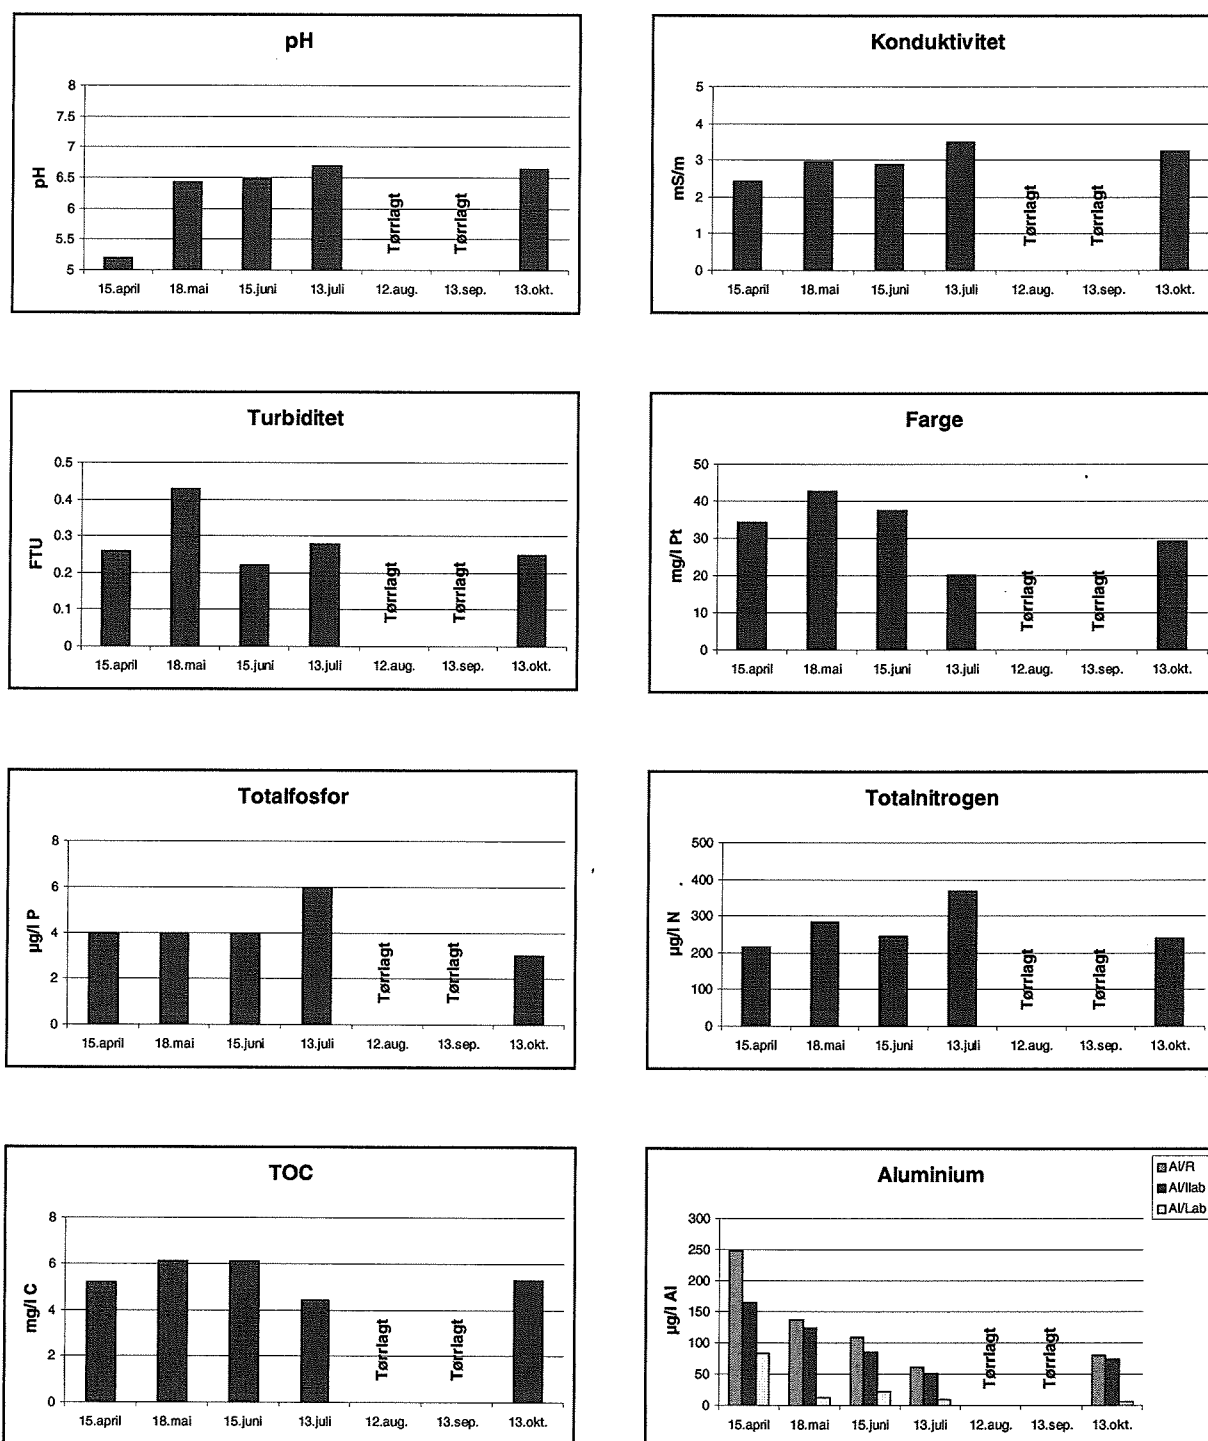 pH
8
7.5
7
6.5
6
5.5
5
pH
Tørrlagt
Tørrlagt
15.april 18.mai 15.juni 13.juli 12.aug. 13.sep. 13.okt.
Konduktivitet
5
4
3
2
1
0
mS/m
Tørrlagt
Tørrlagt
15.april 18.mai 15.juni 13.juli 12.aug. 13.sep. 13.okt.
Turbiditet
0.5
0.4
0.3
0.2
0.1
0
FTU
Tørrlagt
Tørrlagt
15.april 18.mai 15.juni 13.juli 12.aug. 13.sep. 13.okt.
Farge
50
40
30
20
10
0
mg/l Pt
Tørrlagt
Tørrlagt
15.april 18.mai 15.juni 13.juli 12.aug. 13.sep. 13.okt.
Totalfosfor
8
6
4
2
0
µg/l P
Tørrlagt
Tørrlagt
15.april 18.mai 15.juni 13.juli 12.aug. 13.sep. 13.okt.
Totalnitrogen
500
400
300
200
100
0
µg/l N
Tørrlagt
Tørrlagt
15.april 18.mai 15.juni 13.juli 12.aug. 13.sep. 13.okt.
TOC
8
6
4
2
0
mg/l C
Tørrlagt
Tørrlagt
15.april 18.mai 15.juni 13.juli 12.aug. 13.sep. 13.okt.
Aluminium
Al/R
Al/Ilab
Al/Lab
300
250
200
150
100
50
0
µg/l Al
Tørrlagt
Tørrlagt
15.april 18.mai 15.juni 13.juli 12.aug. 13.sep. 13.okt.